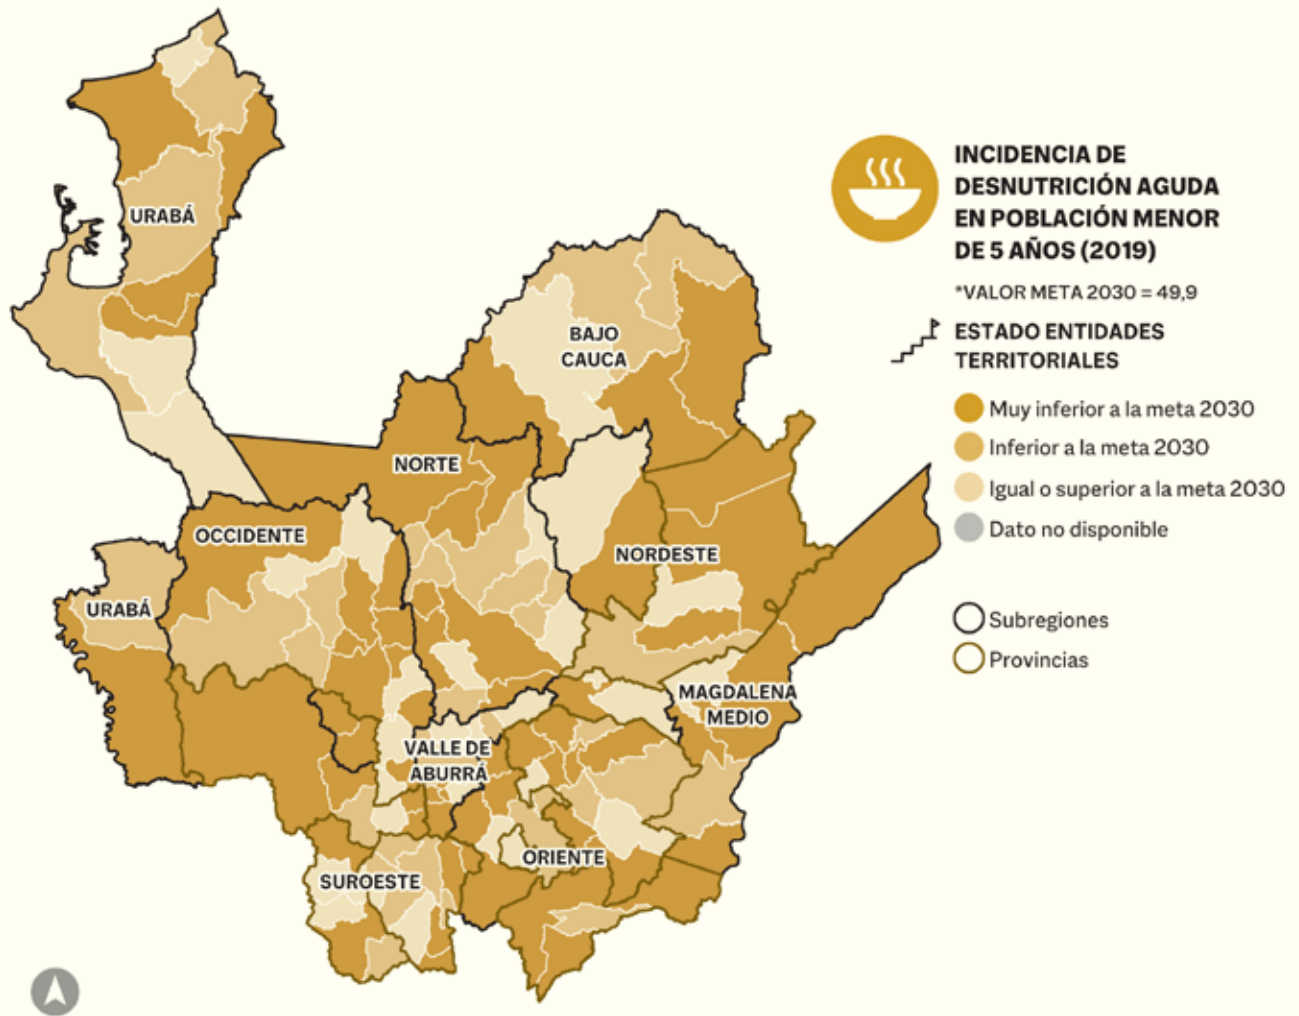 INCIDENCIA DE
DESNUTRICIÓN AGUDA
EN POBLACIÓN MENOR
DE 5 AÑOS (2019)
*VALOR META 2030 = 49,9
ESTADO ENTIDADES
TERRITORIALES
Muy inferior a la meta 2030
Inferior a la meta 2030
Igual o superior a la meta 2030
Dato no disponible
Subregiones
Provincias
URABÁ
BAJO
CAUCA
NORTE
OCCIDENTE
NORDESTE
URABÁ
MAGDALENA
MEDIO
VALLE DE
ABURRÁ
ORIENTE
SUROESTE